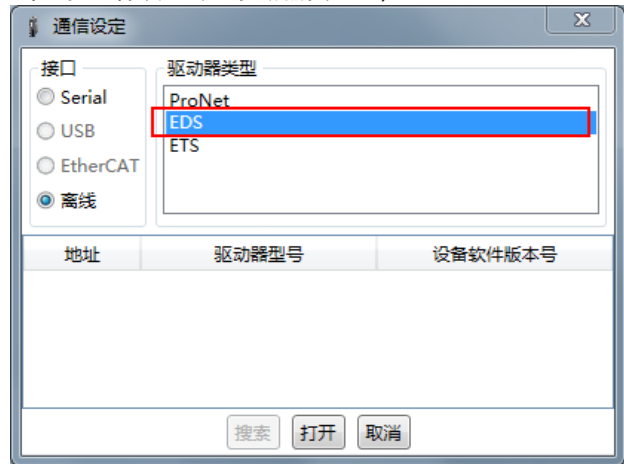 通信设定
接口
驱动器类型
Serial
USB
EtherCAT
离线
ProNet
EDS
ETS
地址 驱动器型号 设备软件版本号
搜索 打开 取消